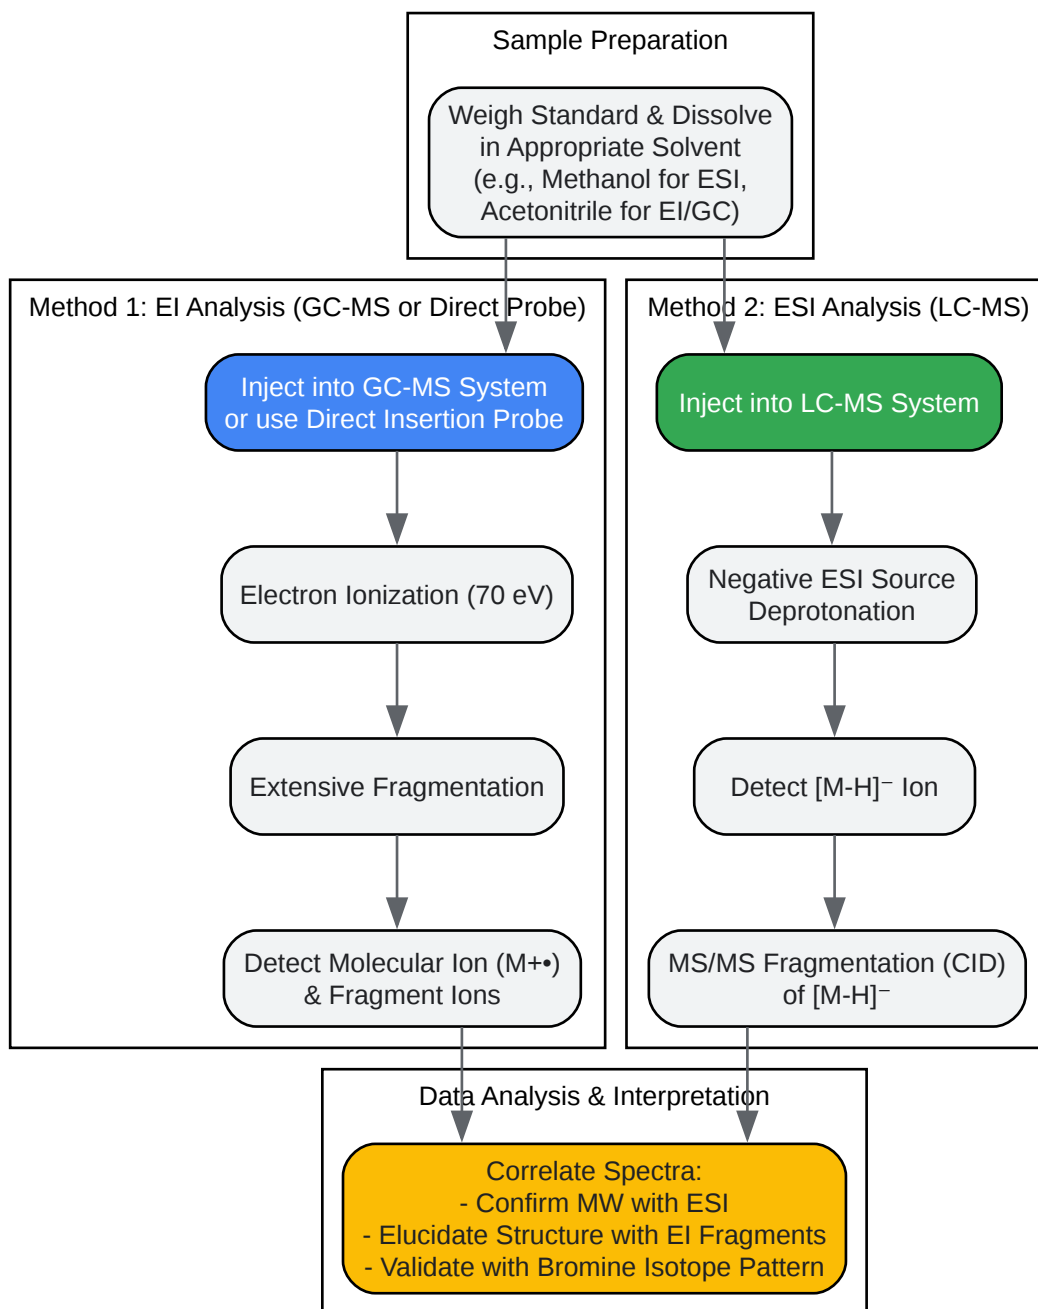 Sample Preparation
Weigh Standard & Dissolve
in Appropriate Solvent
(e.g., Methanol for ESI,
Acetonitrile for EI/GC)
Method 1: EI Analysis (GC-MS or Direct Probe)
Inject into GC-MS System
or use Direct Insertion Probe
Electron Ionization (70 eV)
Extensive Fragmentation
Detect Molecular Ion (M+•)
& Fragment Ions
Method 2: ESI Analysis (LC-MS)
Inject into LC-MS System
Negative ESI Source
Deprotonation
Detect [M-H]⁻ Ion
MS/MS Fragmentation (CID)
of [M-H]⁻
Data Analysis & Interpretation
Correlate Spectra:
- Confirm MW with ESI
- Elucidate Structure with EI Fragments
- Validate with Bromine Isotope Pattern